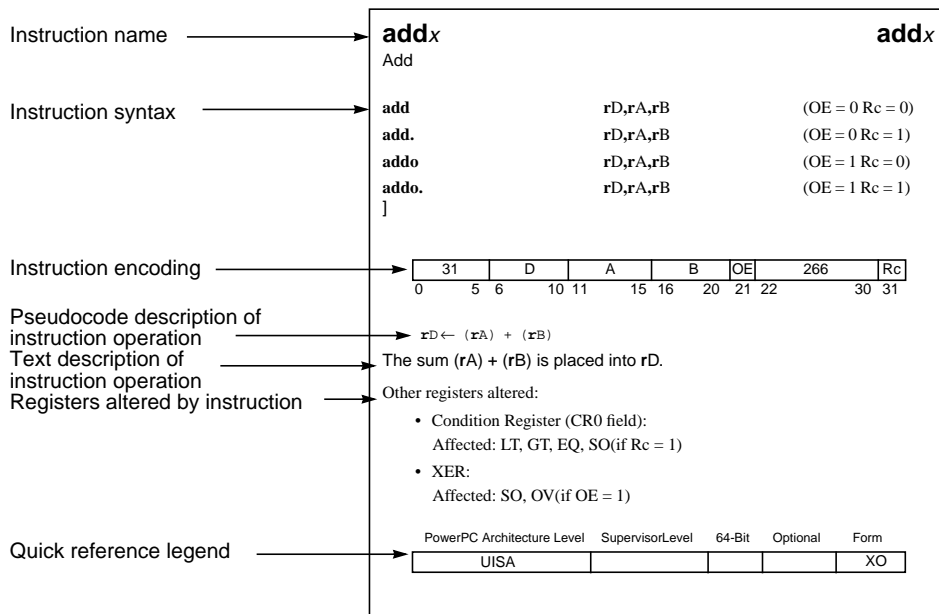 Instruction name
addx addx
Add
Instruction syntax
add rD,rA,rB (OE = 0 Rc = 0)
add. rD,rA,rB (OE = 0 Rc = 1)
addo rD,rA,rB (OE = 1 Rc = 0)
addo. rD,rA,rB (OE = 1 Rc = 1)
]
Instruction encoding
31 D A B OE 266 Rc
0 5 6 10 11 15 16 20 21 22 30 31
Pseudocode description of
instruction operation
rD← (rA) + (rB)
Text description of
instruction operation
The sum (rA) + (rB) is placed into rD.
Registers altered by instruction
Other registers altered:
• Condition Register (CR0 field):
Affected: LT, GT, EQ, SO(if Rc = 1)
• XER:
Affected: SO, OV(if OE = 1)
Quick reference legend
PowerPC Architecture Level SupervisorLevel 64-Bit Optional Form
UISA XO